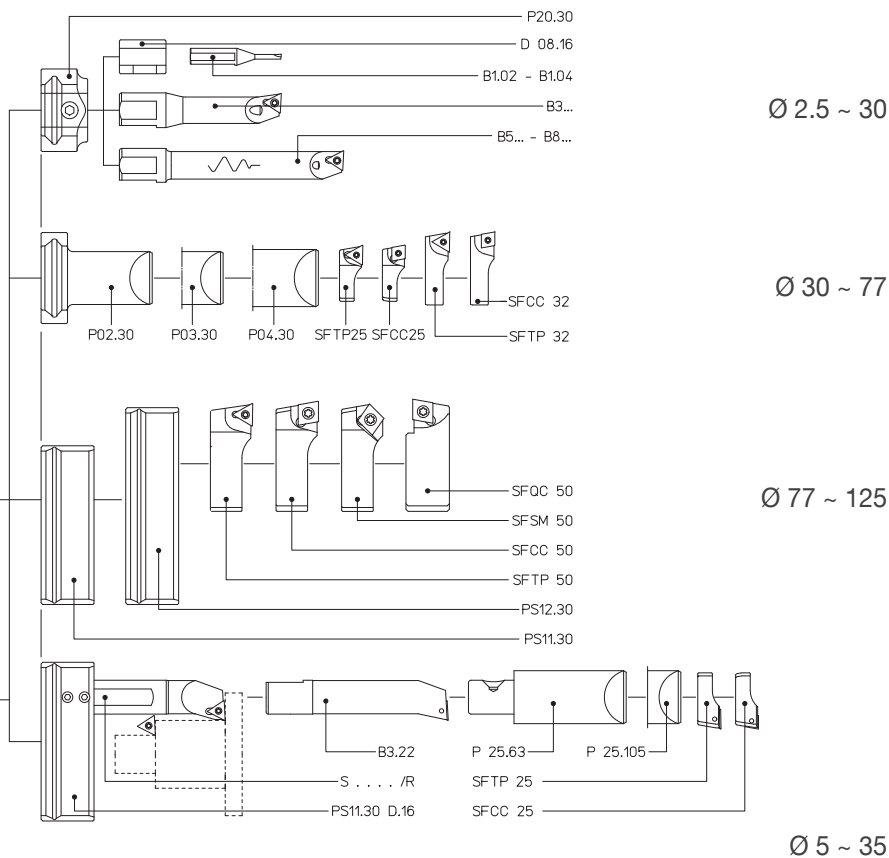 P20.30
D 08.16
B1.02 - B1.04
B3...
Ø 2.5 ~ 30
B5... - B8...
Ø 30 ~ 77
SFCC 32
P02.30 P03.30 P04.30 SFTP25 SFCC25 SFTP 32
SFQC 50
Ø 77 ~ 125
SFSM 50
SFCC 50
SFTP 50
PS12.30
PS11.30
B3.22 P 25.63 P 25.105
S . . . . /R SFTP 25
PS11.30 D.16 SFCC 25
Ø 5 ~ 35